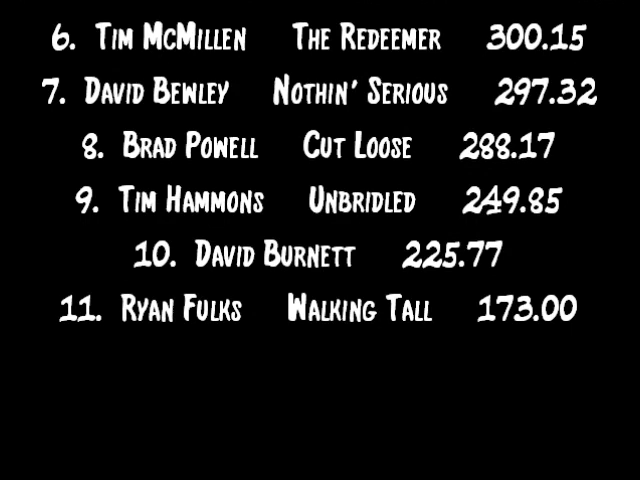 6. Tim McMillen The Redeemer 300.15
7. David Bewley Nothin' Serious 297.32
8. Brad Powell Cut Loose 288.17
9. Tim Hammons Unbridled 249.85
10. David Burnett 225.77
11. Ryan Fulks Walking Tall 173.00